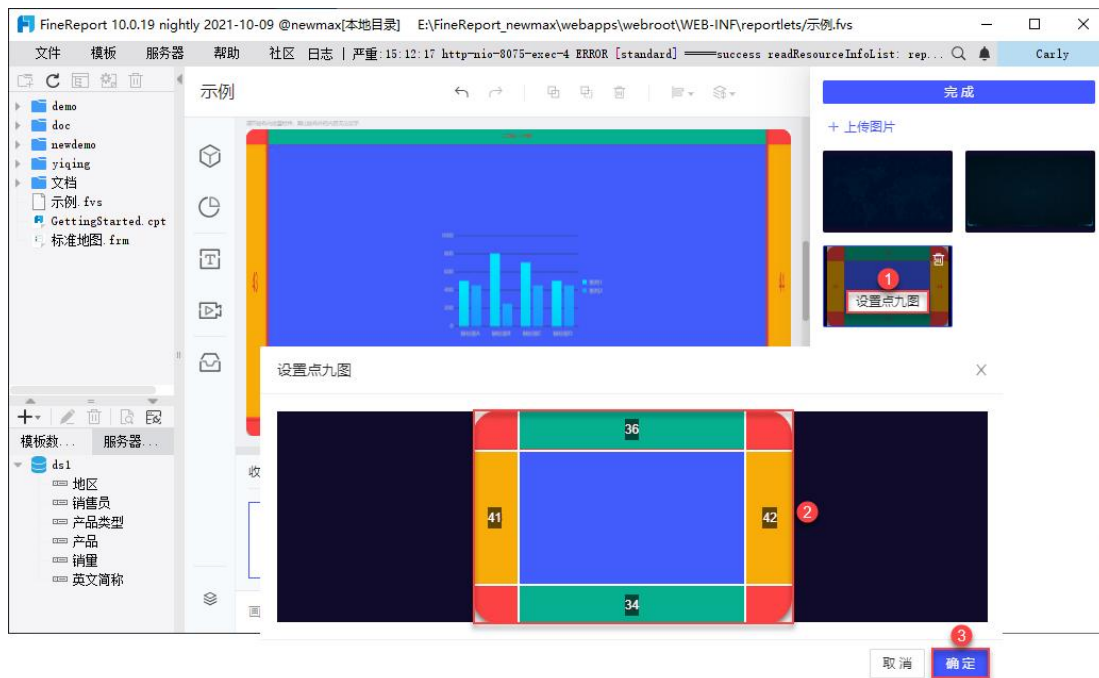 FineReport 10.0.19 nightly 2021-10-09 @newmax[本地目录] E:\FineReport_newmax\webapps\webroot\WEB-INF\reportlets/示例.fvs
文件 模板 服务器 帮助 社区 日志 | 严重:15:12:17 http-nio-8075-exec-4 ERROR [standard] ════success readResourceInfoList: rep... Carly
示例
完成
+ 上传图片
demo
doc
newdemo
yiqing
文档
示例.fvs
GettingStarted.cpt
标准地图.frm
1
设置点九图
设置点九图
36
41
42
2
34
模板数... 服务器...
ds1
地区
销售员
产品类型
产品
销量
英文简称
收
画
3
取消 确定